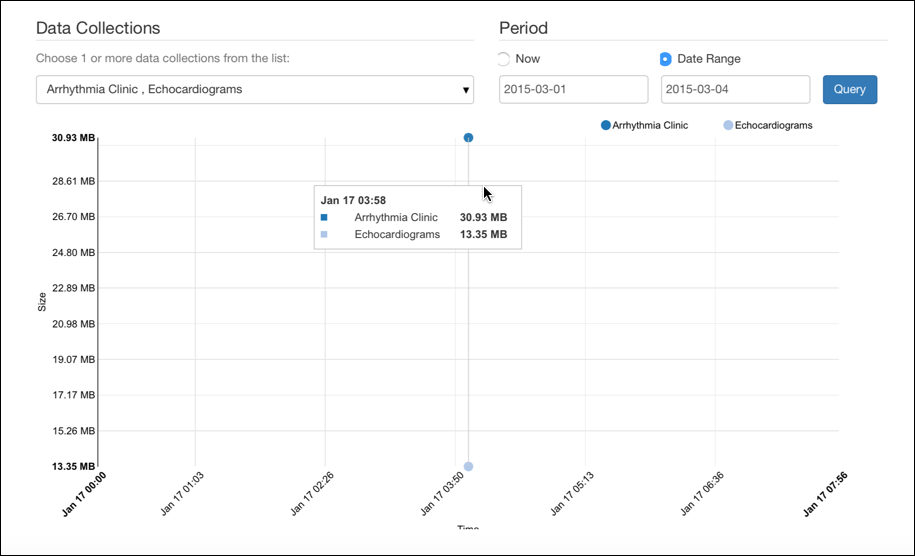 Data Collections
Period
Choose 1 or more data collections from the list:
Now
Date Range
Arrhythmia Clinic , Echocardiograms
2015-03-01
2015-03-04
Query
Arrhythmia Clinic
Echocardiograms
30.93 MB
28.61 MB
26.70 MB
24.80 MB
22.89 MB
20.98 MB
19.07 MB
17.17 MB
15.26 MB
13.35 MB
Size
Jan 17 03:58
Arrhythmia Clinic 30.93 MB
Echocardiograms 13.35 MB
Jan 17 00:00
Jan 17 01:03
Jan 17 02:26
Jan 17 03:50
Jan 17 05:13
Jan 17 06:36
Jan 17 07:56
Time